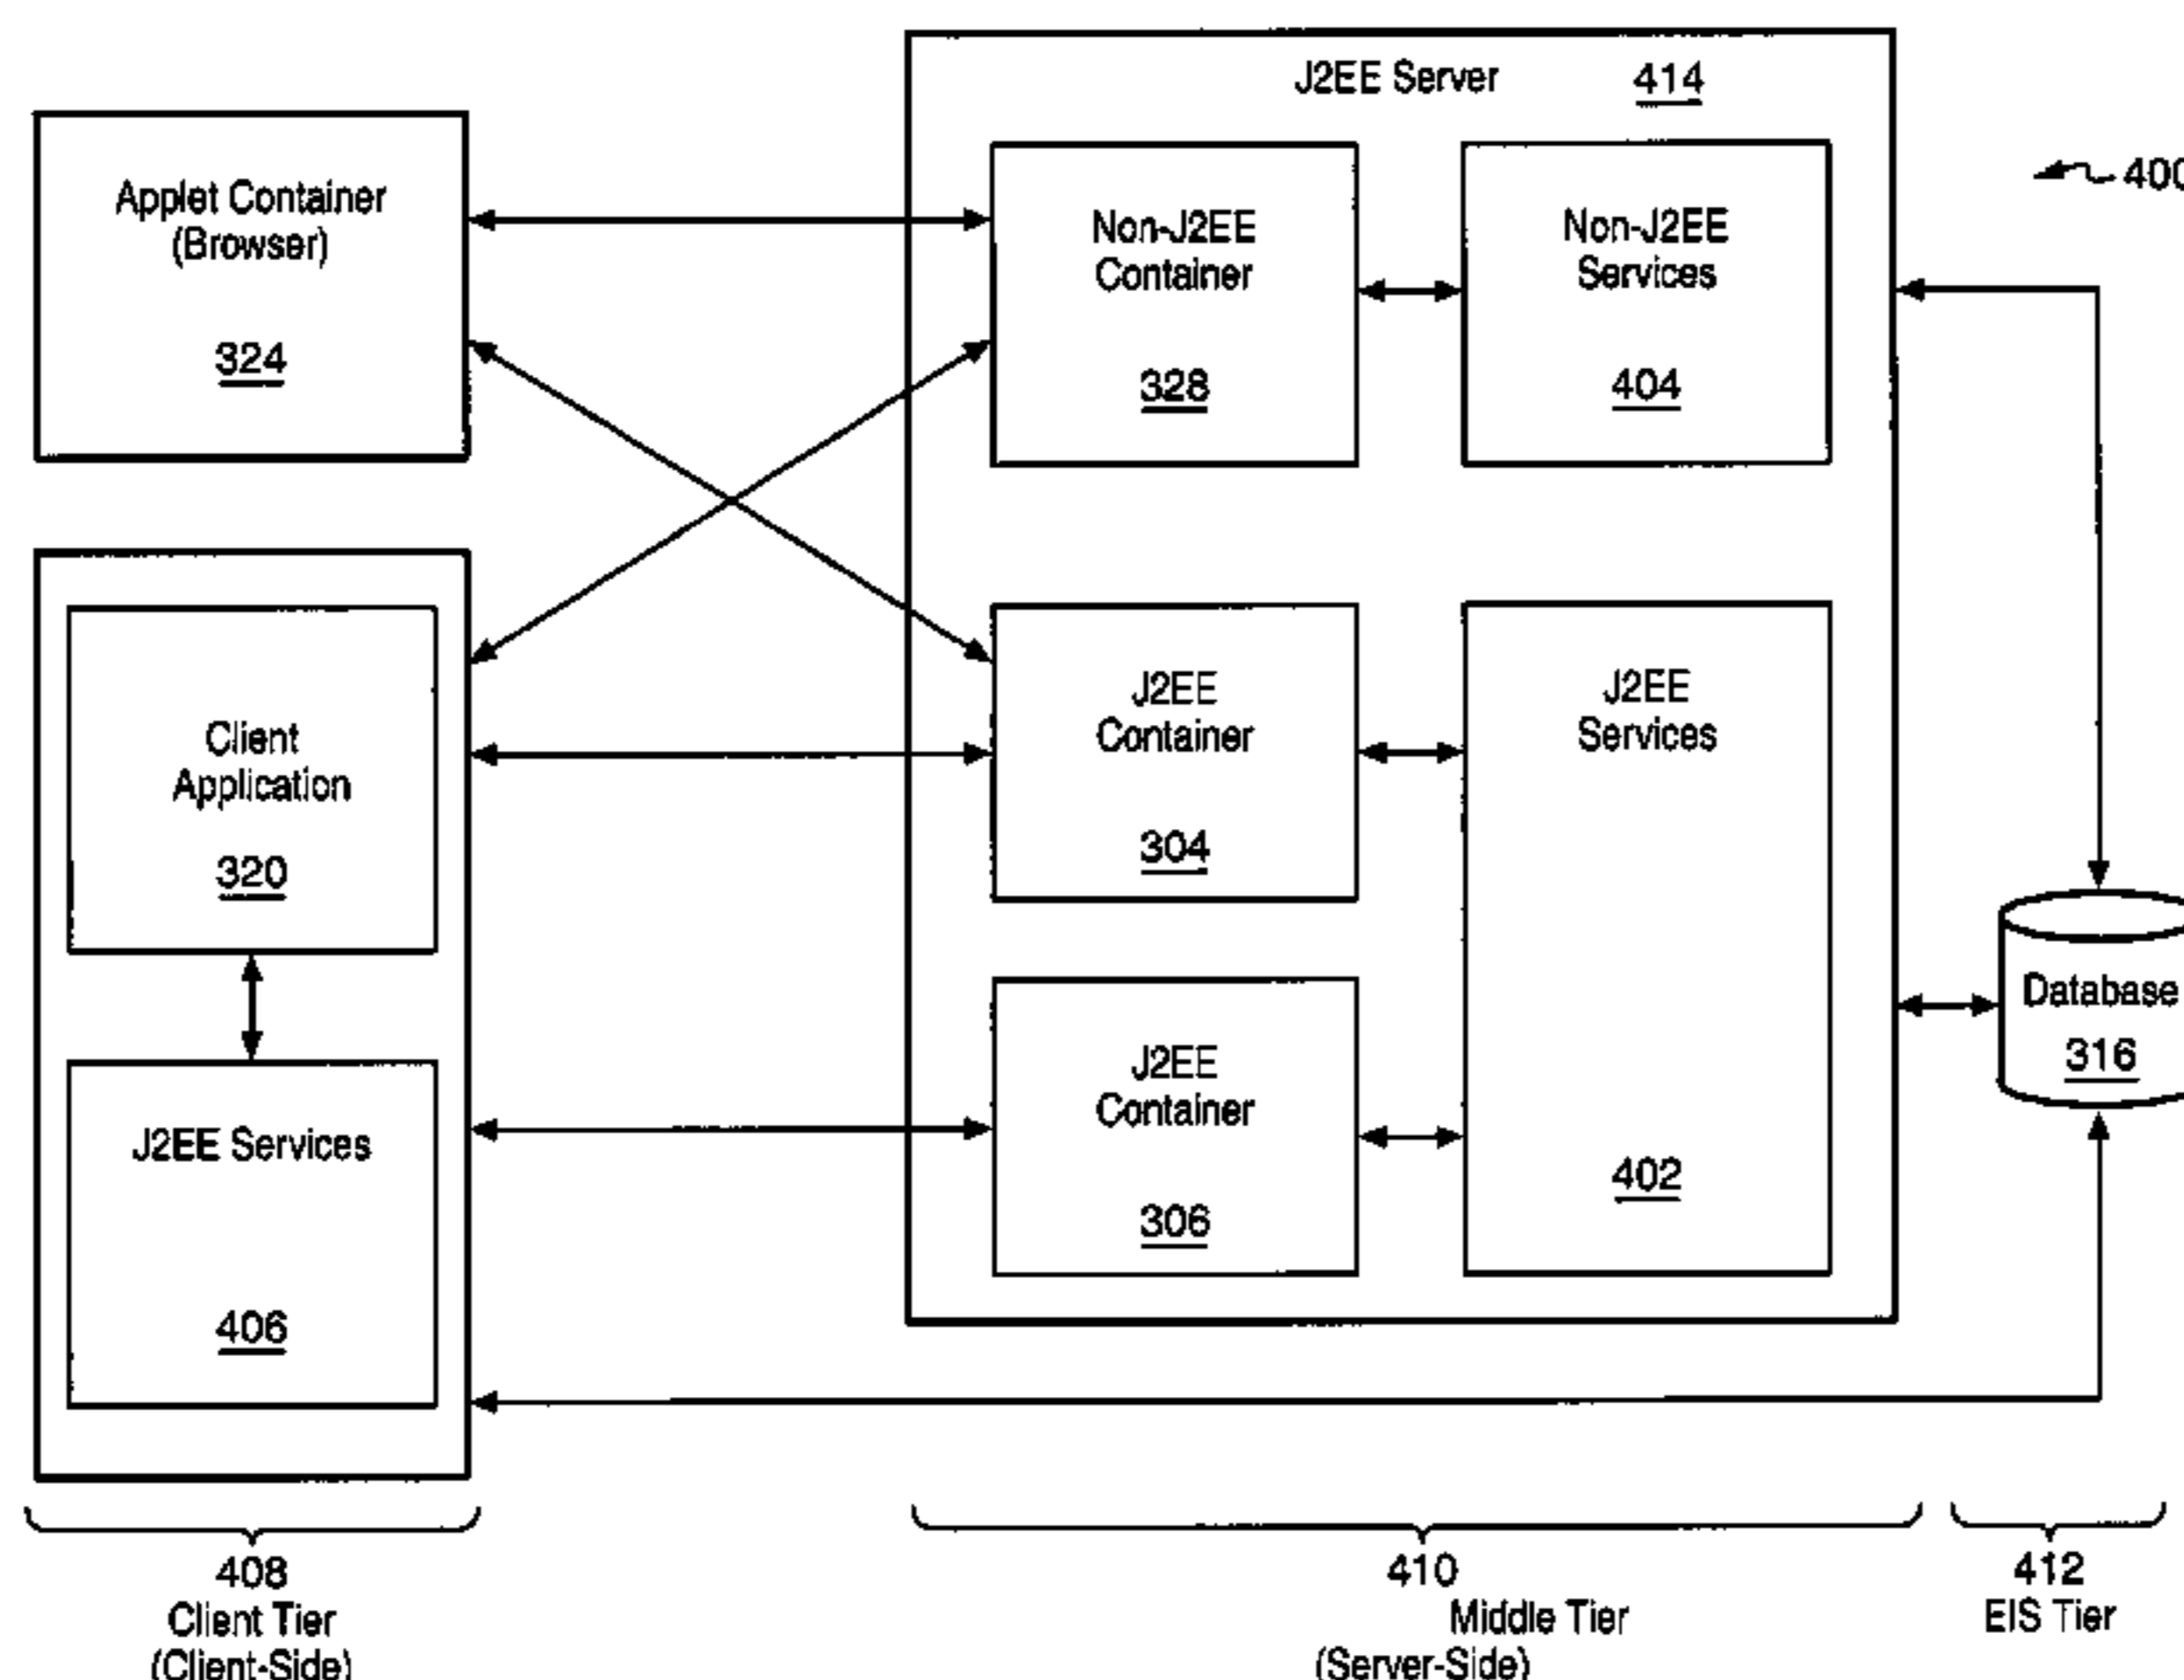 J2EE Server 414
Applet Container
(Browser)
324
Non-J2EE
Container
328
Non-J2EE
Services
404
400
Client
Application
320
J2EE
Container
304
J2EE
Services
402
J2EE Services
406
J2EE
Container
306
Database
316
408
Client Tier
(Client-Side)
410
Middle Tier
(Server-Side)
412
EIS Tier